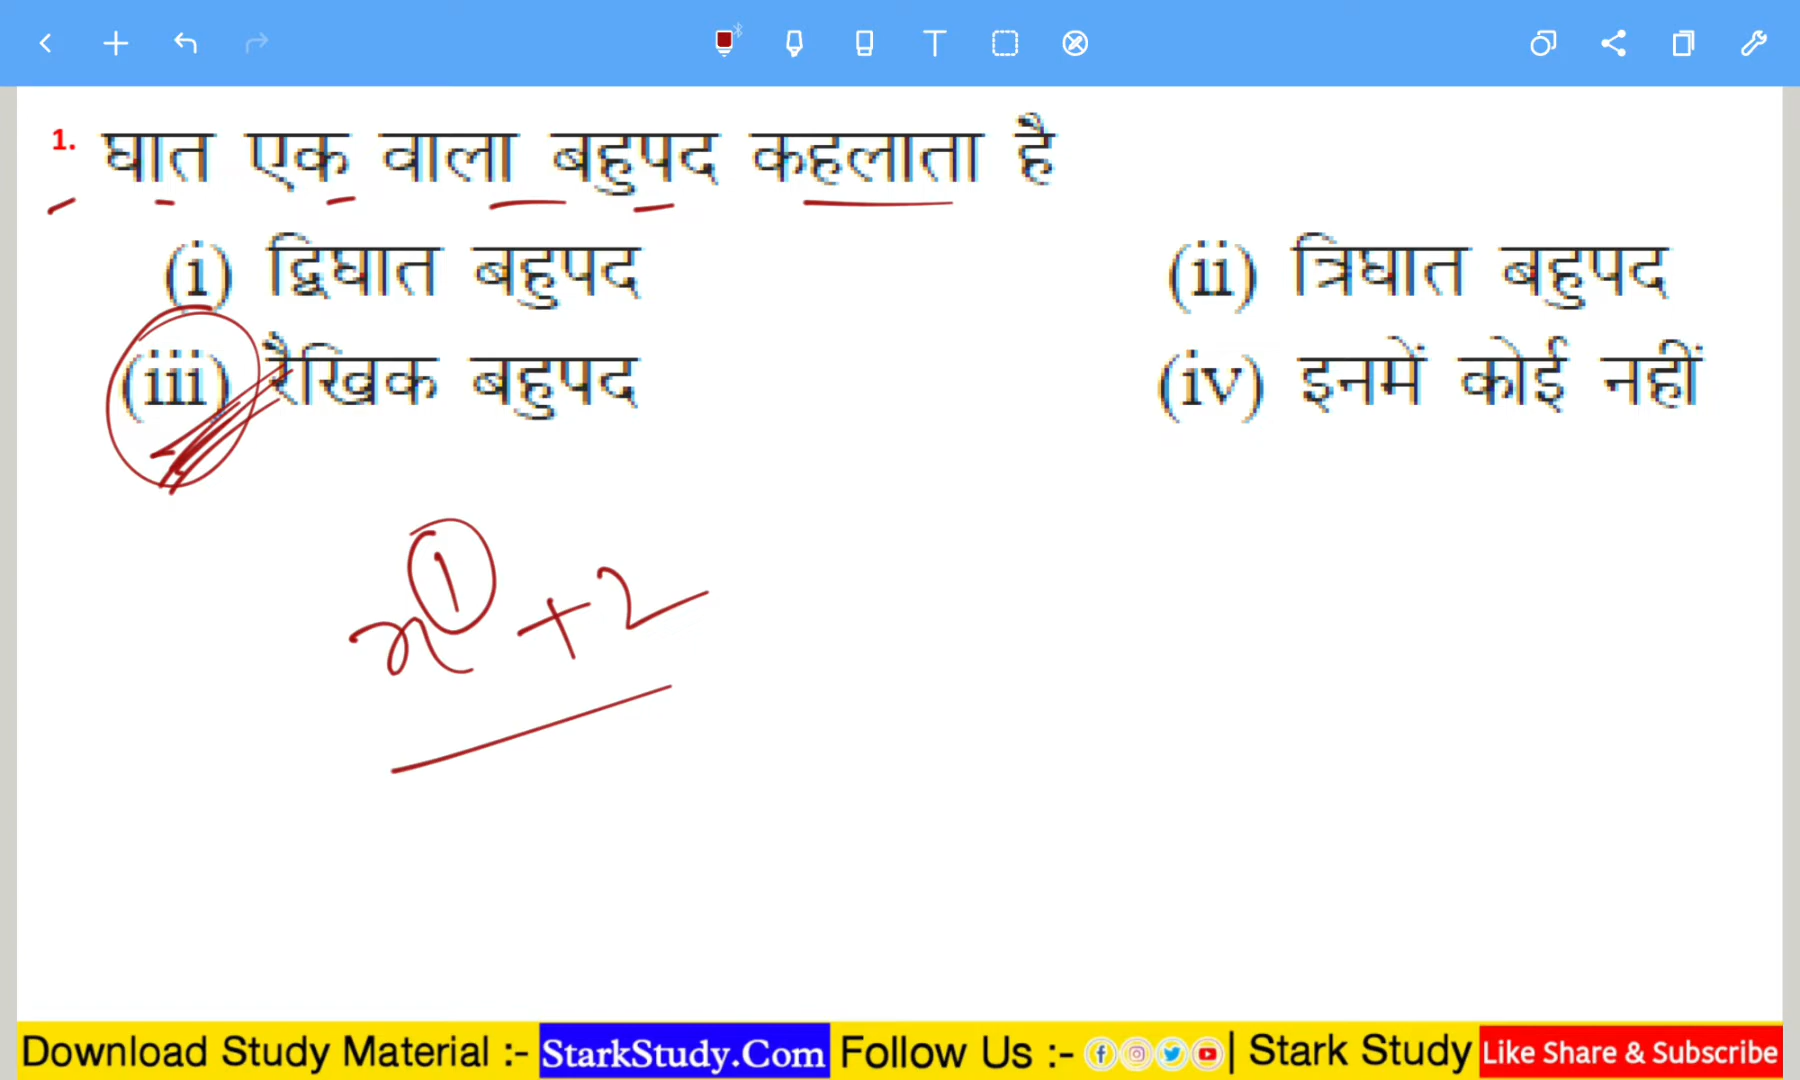 1. घात एक वाला बहुपद कहलाता है
(i) द्विघात बहुपद (ii) त्रिघात बहुपद
(iii) रैखिक बहुपद (iv) इनमें कोई नहीं
x¹ + 2
Download Study Material :- StarkStudy.Com Follow Us :- | Stark Study Like Share & Subscribe